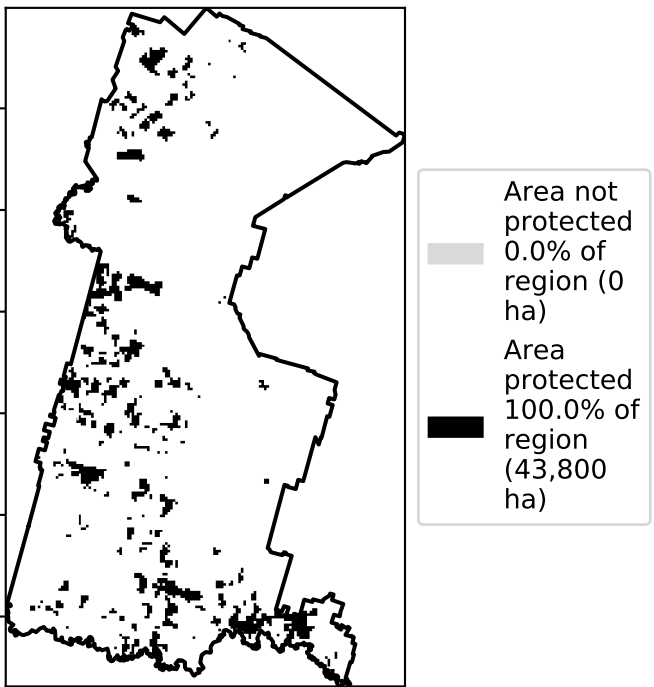 Area not
protected
0.0% of
region (0
ha)
Area
protected
100.0% of
region
(43,800
ha)